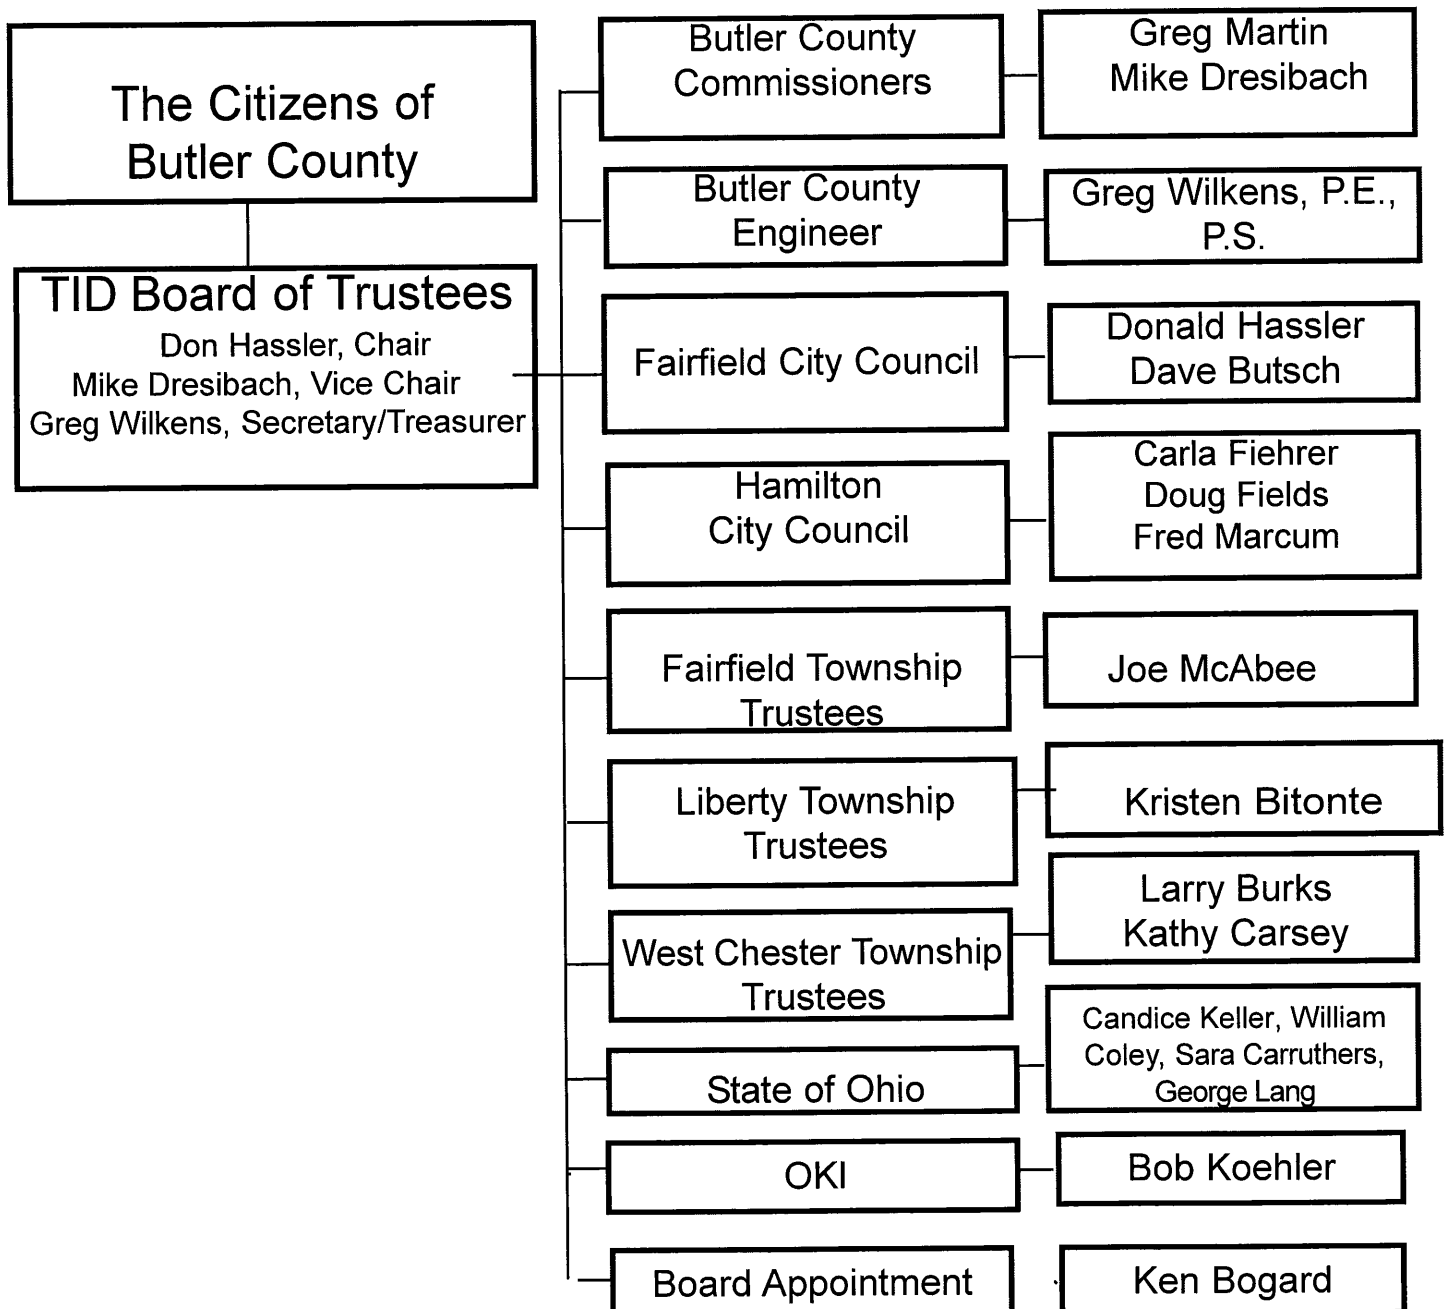 The Citizens of
Butler County
TID Board of Trustees
Don Hassler, Chair
Mike Dresibach, Vice Chair
Greg Wilkens, Secretary/Treasurer
Butler County
Commissioners
Greg Martin
Mike Dresibach
Butler County
Engineer
Greg Wilkens, P.E.,
P.S.
Fairfield City Council
Donald Hassler
Dave Butsch
Hamilton
City Council
Carla Fiehrer
Doug Fields
Fred Marcum
Fairfield Township
Trustees
Joe McAbee
Liberty Township
Trustees
Kristen Bitonte
West Chester Township
Trustees
Larry Burks
Kathy Carsey
State of Ohio
Candice Keller, William
Coley, Sara Carruthers,
George Lang
OKI
Bob Koehler
Board Appointment
Ken Bogard